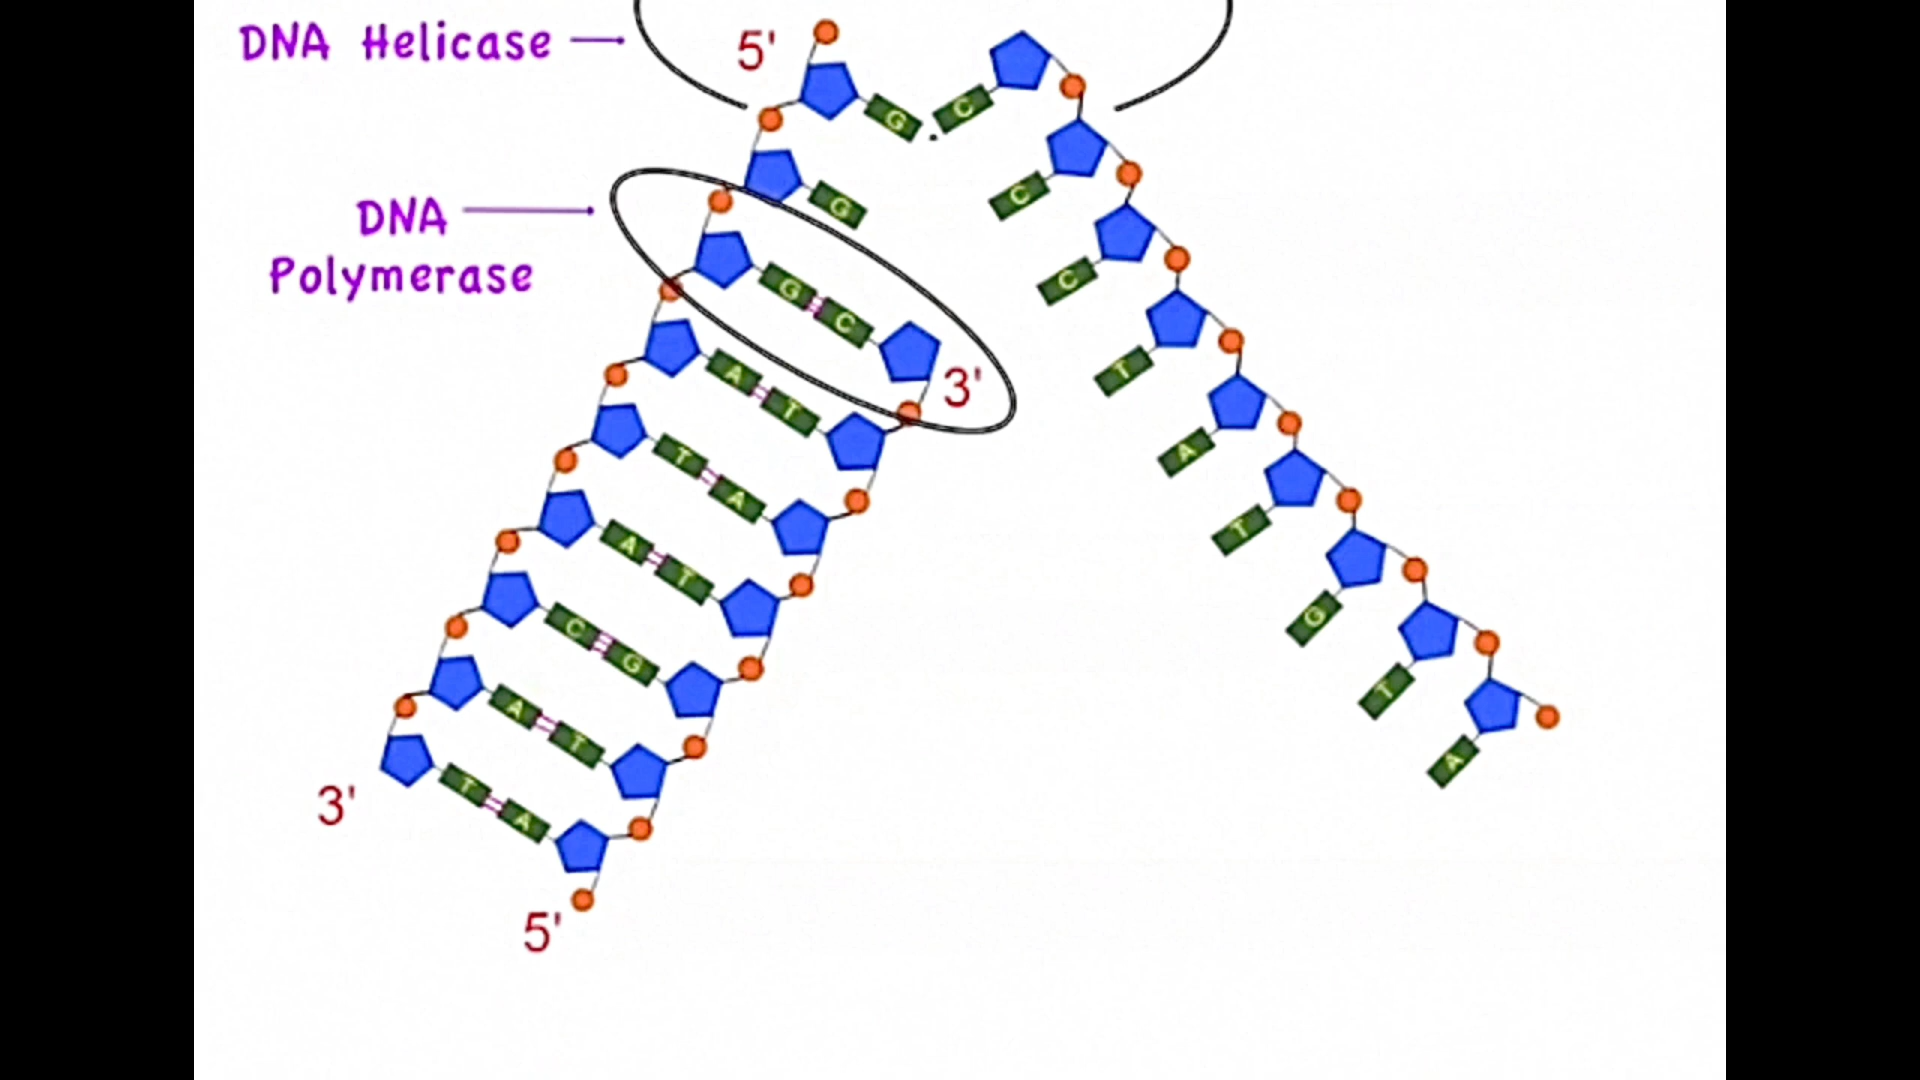 DNA Helicase
5'
G C
G C
DNA
Polymerase
G C
C
3'
A T
T
T A
A
A T
T
C G
G
A T
T
3'
T A
A
5'